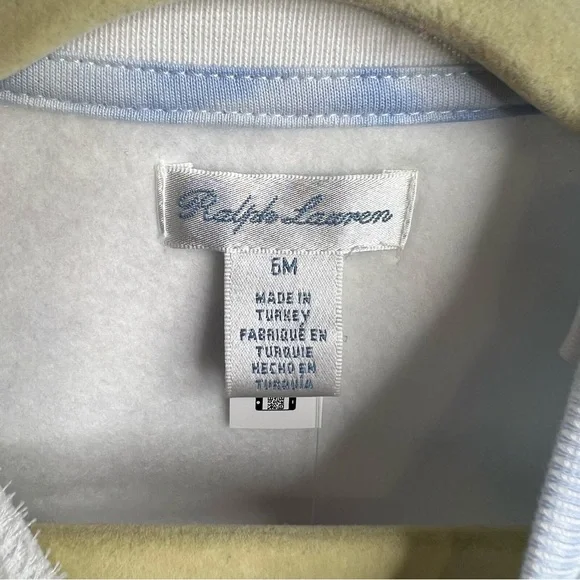 Ralph Lauren
6M
MADE IN
TURKEY
FABRIQUÉ EN
TURQUIE
HECHO EN
TURQUÍA